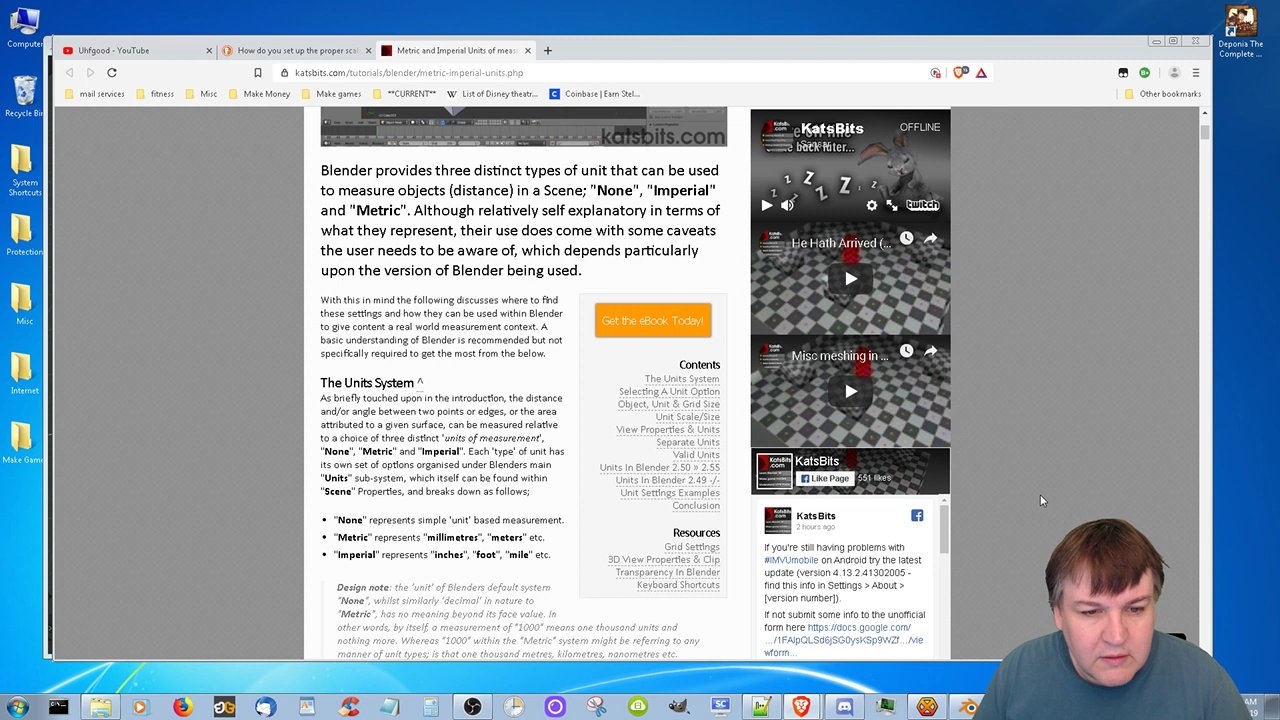 Computer
Recycle Bin
System
Shortcuts
Protection
Misc
Internet
Make Games
Deponia The
Complete ...
Uhfgood - YouTube
How do you set up the proper scal
Metric and Imperial Units of meas
katsbits.com/tutorials/blender/metric-imperial-units.php
mail services
fitness
Misc
Make Money
Make games
**CURRENT**
List of Disney theatr...
Coinbase | Earn Stel...
Other bookmarks
katsbits.com
Blender provides three distinct types of unit that can be used
to measure objects (distance) in a Scene; "None", "Imperial"
and "Metric". Although relatively self explanatory in terms of
what they represent, their use does come with some caveats
the user needs to be aware of, which depends particularly
upon the version of Blender being used.
With this in mind the following discusses where to find
these settings and how they can be used within Blender
to give content a real world measurement context. A
basic understanding of Blender is recommended but not
specifically required to get the most from the below.
The Units System ^
As briefly touched upon in the introduction, the distance
and/or angle between two points or edges, or the area
attributed to a given surface, can be measured relative
to a choice of three distinct 'units of measurement',
"None", "Metric" and "Imperial". Each 'type' of unit has
its own set of options organised under Blenders main
"Units" sub-system, which itself can be found within
"Scene" Properties, and breaks down as follows;
• "None" represents simple 'unit' based measurement.
• "Metric" represents "millimetres", "meters" etc.
• "Imperial" represents "inches", "foot", "mile" etc.
Design note: the 'unit' of Blenders default system
"None", whilst similarly 'decimal' in nature to
"Metric", has no meaning beyond its face value. In
other words, by itself, a measurement of "1000" means one thousand units and
nothing more. Whereas "1000" within the "Metric" system might be referring to any
manner of unit types; is that one thousand metres, kilometres, nanometres etc.
Get the eBook Today!
Contents
The Units System
Selecting A Unit Option
Object, Unit & Grid Size
Unit Scale/Size
View Properties & Units
Separate Units
Valid Units
Units In Blender 2.50 » 2.55
Units In Blender 2.49 -/-
Unit Settings Examples
Conclusion
Resources
Grid Settings
3D View Properties & Clip
Transparency In Blender
Keyboard Shortcuts
KatsBits
OFFLINE
back later...
z z Z Z z
twitch
He Hath Arrived (...
Misc meshing in ...
KatsBits
Like Page
551 likes
KatsBits
2 hours ago
If you're still having problems with
#IMVUmobile on Android try the latest
update (version 4.13.2.41302005 -
find this info in Settings > About >
[version number]).
If not submit some info to the unofficial
form here https://docs.google.com/
…/1FAIpQLSd6jSG0ysKSp9WZf…/vie
wform…
SC